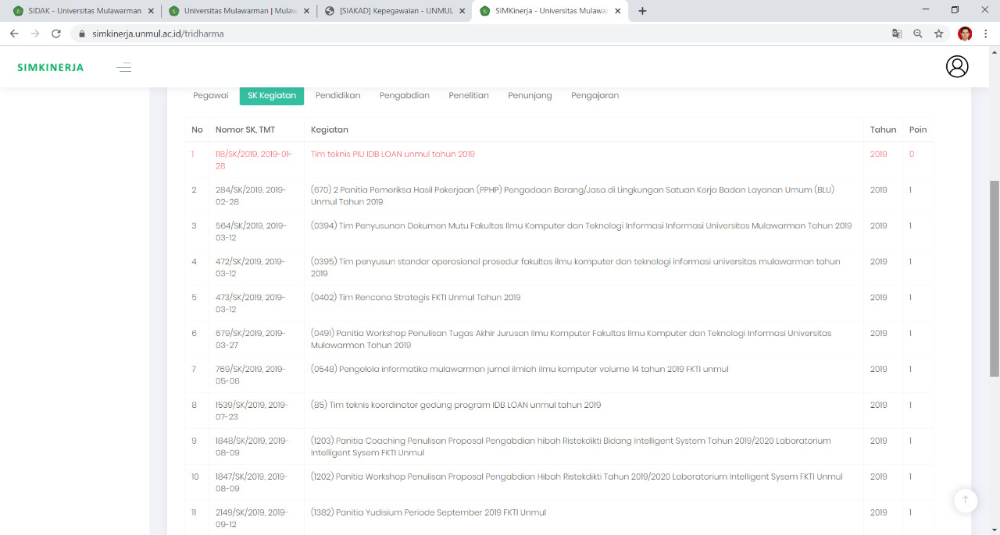 SIDAK - Universitas Mulawarman
Universitas Mulawarman | Mulaw
[SIAKAD] Kepegawaian - UNMUL
SIMKinerja - Universitas Mulawar
simkinerja.unmul.ac.id/tridharma
SIMKINERJA
Pegawai SK Kegiatan Pendidikan Pengabdian Penelitian Penunjang Pengajaran
No Nomor SK, TMT Kegiatan Tahun Poin
1 118/SK/2019, 2019-01- Tim teknis PIU IDB LOAN unmul tahun 2019 2019 0
28
2 284/SK/2019, 2019- (670) 2 Panitia Pemeriksa Hasil Pekerjaan (PPHP) Pengadaan Barang/Jasa di Lingkungan Satuan Kerja Badan Layanan Umum (BLU) 2019 1
02-28 Unmul Tahun 2019
3 564/SK/2019, 2019- (0394) Tim Penyusunan Dokumen Mutu Fakultas Ilmu Komputer dan Teknologi Informasi Informasi Universitas Mulawarman Tahun 2019 2019 1
03-12
4 472/SK/2019, 2019- (0395) Tim penyusun standar operasional prosedur fakultas ilmu komputer dan teknologi informasi universitas mulawarman tahun 2019 1
03-12 2019
5 473/SK/2019, 2019- (0402) Tim Rencana Strategis FKTI Unmul Tahun 2019 2019 1
03-12
6 679/SK/2019, 2019- (0491) Panitia Workshop Penulisan Tugas Akhir Jurusan Ilmu Komputer Fakultas Ilmu Komputer dan Teknologi Informasi Universitas 2019 1
03-27 Mulawarman Tahun 2019
7 769/SK/2019, 2019- (0548) Pengelola informatika mulawarman jurnal ilmiah ilmu komputer volume 14 tahun 2019 FKTI unmul 2019 1
05-06
8 1539/SK/2019, 2019- (85) Tim teknis koordinator gedung program IDB LOAN unmul tahun 2019 2019 1
07-23
9 1848/SK/2019, 2019- (1203) Panitia Coaching Penulisan Proposal Pengabdian hibah Ristekdikti Bidang Intelligent System Tahun 2019/2020 Laboratorium 2019 1
08-09 Intelligent Sysem FKTI Unmul
10 1847/SK/2019, 2019- (1202) Panitia Workshop Penulisan Proposal Pengabdian Hibah Ristekdikti Tahun 2019/2020 Laboratorium Intelligent Sysem FKTI Unmul 2019 1
08-09
11 2149/SK/2019, 2019- (1382) Panitia Yudisium Periode September 2019 FKTI Unmul 2019 1
09-12